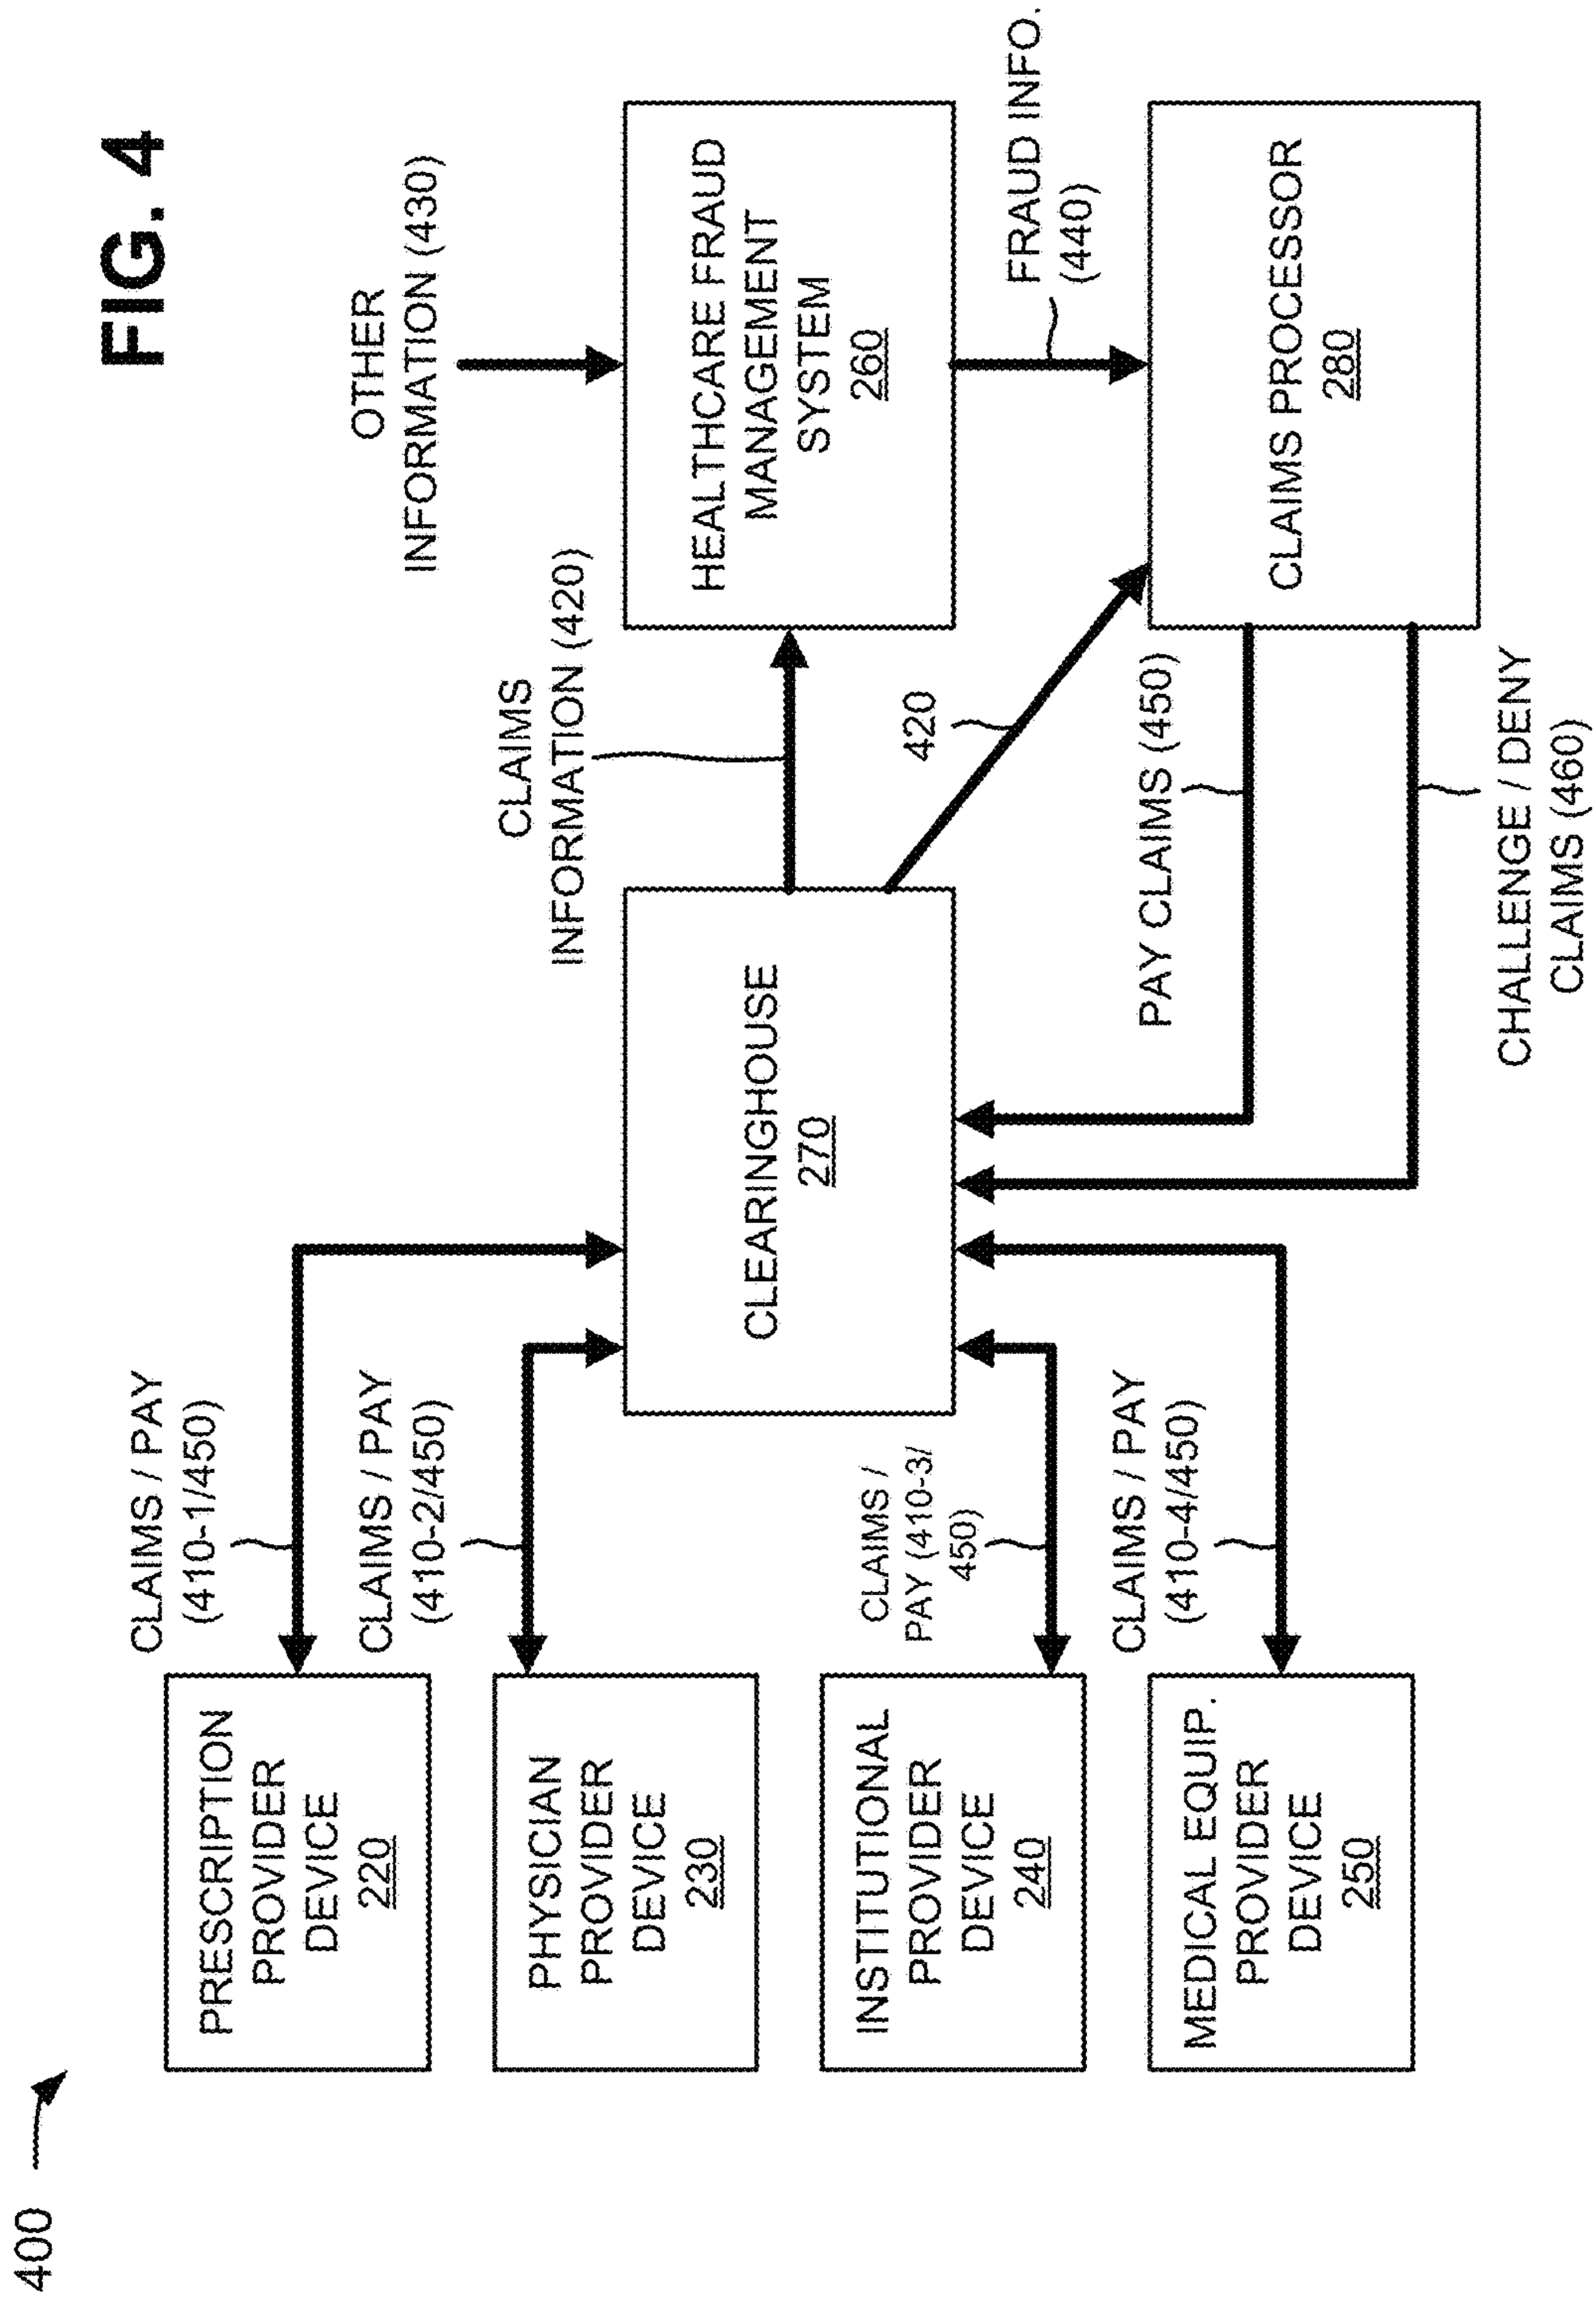 400
FIG. 4
PRESCRIPTION
PROVIDER
DEVICE
220
CLAIMS / PAY
(410-1/450)
PHYSICIAN
PROVIDER
DEVICE
230
CLAIMS / PAY
(410-2/450)
INSTITUTIONAL
PROVIDER
DEVICE
240
CLAIMS /
PAY (410-3/
450)
MEDICAL EQUIP.
PROVIDER
DEVICE
250
CLAIMS / PAY
(410-4/450)
CLEARINGHOUSE
270
CLAIMS
INFORMATION (420)
420
OTHER
INFORMATION (430)
HEALTHCARE FRAUD
MANAGEMENT
SYSTEM
260
FRAUD INFO.
(440)
CLAIMS PROCESSOR
280
PAY CLAIMS (450)
CHALLENGE / DENY
CLAIMS (460)